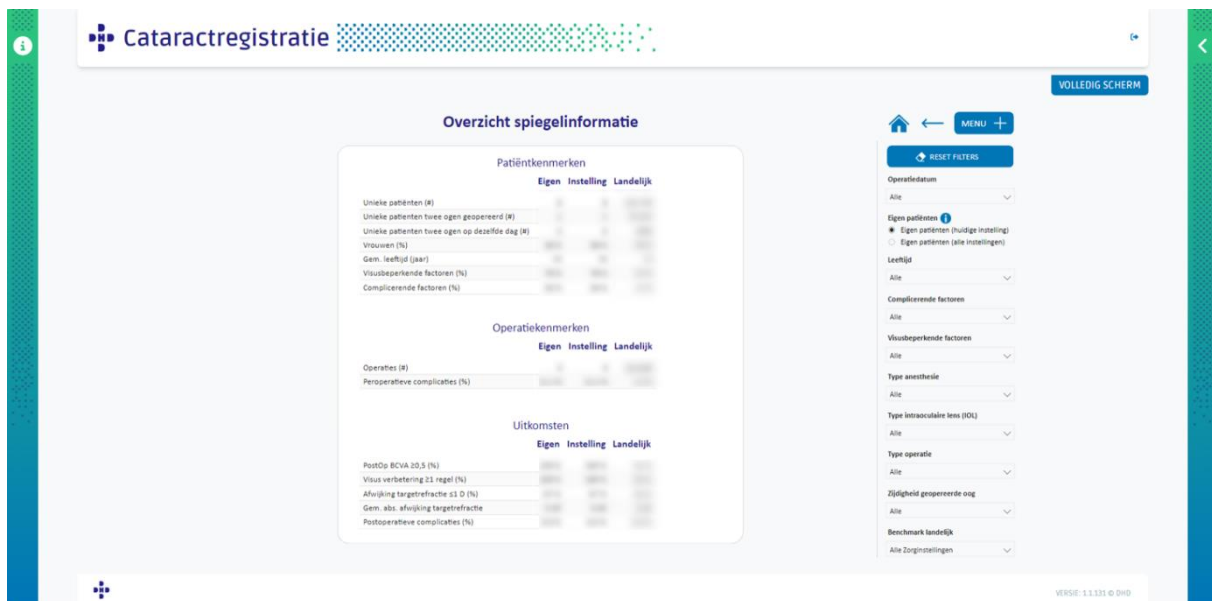 Cataractregistratie
VOLLEDIG SCHERM
Overzicht spiegelinformatie
MENU
Patiëntkenmerken
Eigen Instelling Landelijk
Unieke patiënten (#)
Unieke patienten twee ogen geopereerd (#)
Unieke patienten twee ogen op dezelfde dag (#)
Vrouwen (%)
Gem. leeftijd (jaar)
Visusbeperkende factoren (%)
Complicerende factoren (%)
Operatiekenmerken
Eigen Instelling Landelijk
Operaties (#)
Peroperatieve complicaties (%)
Uitkomsten
Eigen Instelling Landelijk
PostOp BCVA ≥0,5 (%)
Visus verbetering ≥1 regel (%)
Afwijking targetrefractie ≤1 D (%)
Gem. abs. afwijking targetrefractie
Postoperatieve complicaties (%)
RESET FILTERS
Operatiedatum
Alle
Eigen patiënten
Eigen patiënten (huidige instelling)
Eigen patiënten (alle instellingen)
Leeftijd
Alle
Complicerende factoren
Alle
Visusbeperkende factoren
Alle
Type anesthesie
Alle
Type intraoculaire lens (IOL)
Alle
Type operatie
Alle
Zijdigheid geopereerde oog
Alle
Benchmark landelijk
Alle Zorginstellingen
VERSIE: 1.1.131 © DHD